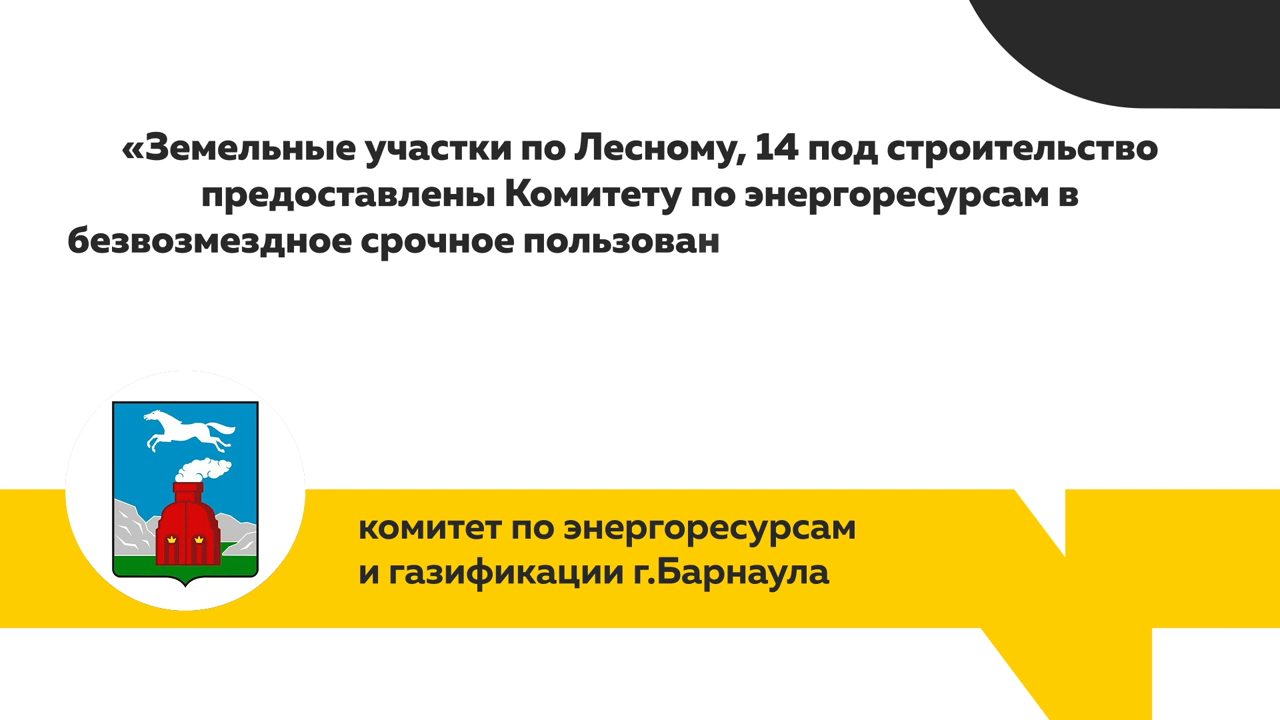 «Земельные участки по Лесному, 14 под строительство
предоставлены Комитету по энергоресурсам в
безвозмездное срочное пользован
комитет по энергоресурсам
и газификации г.Барнаула